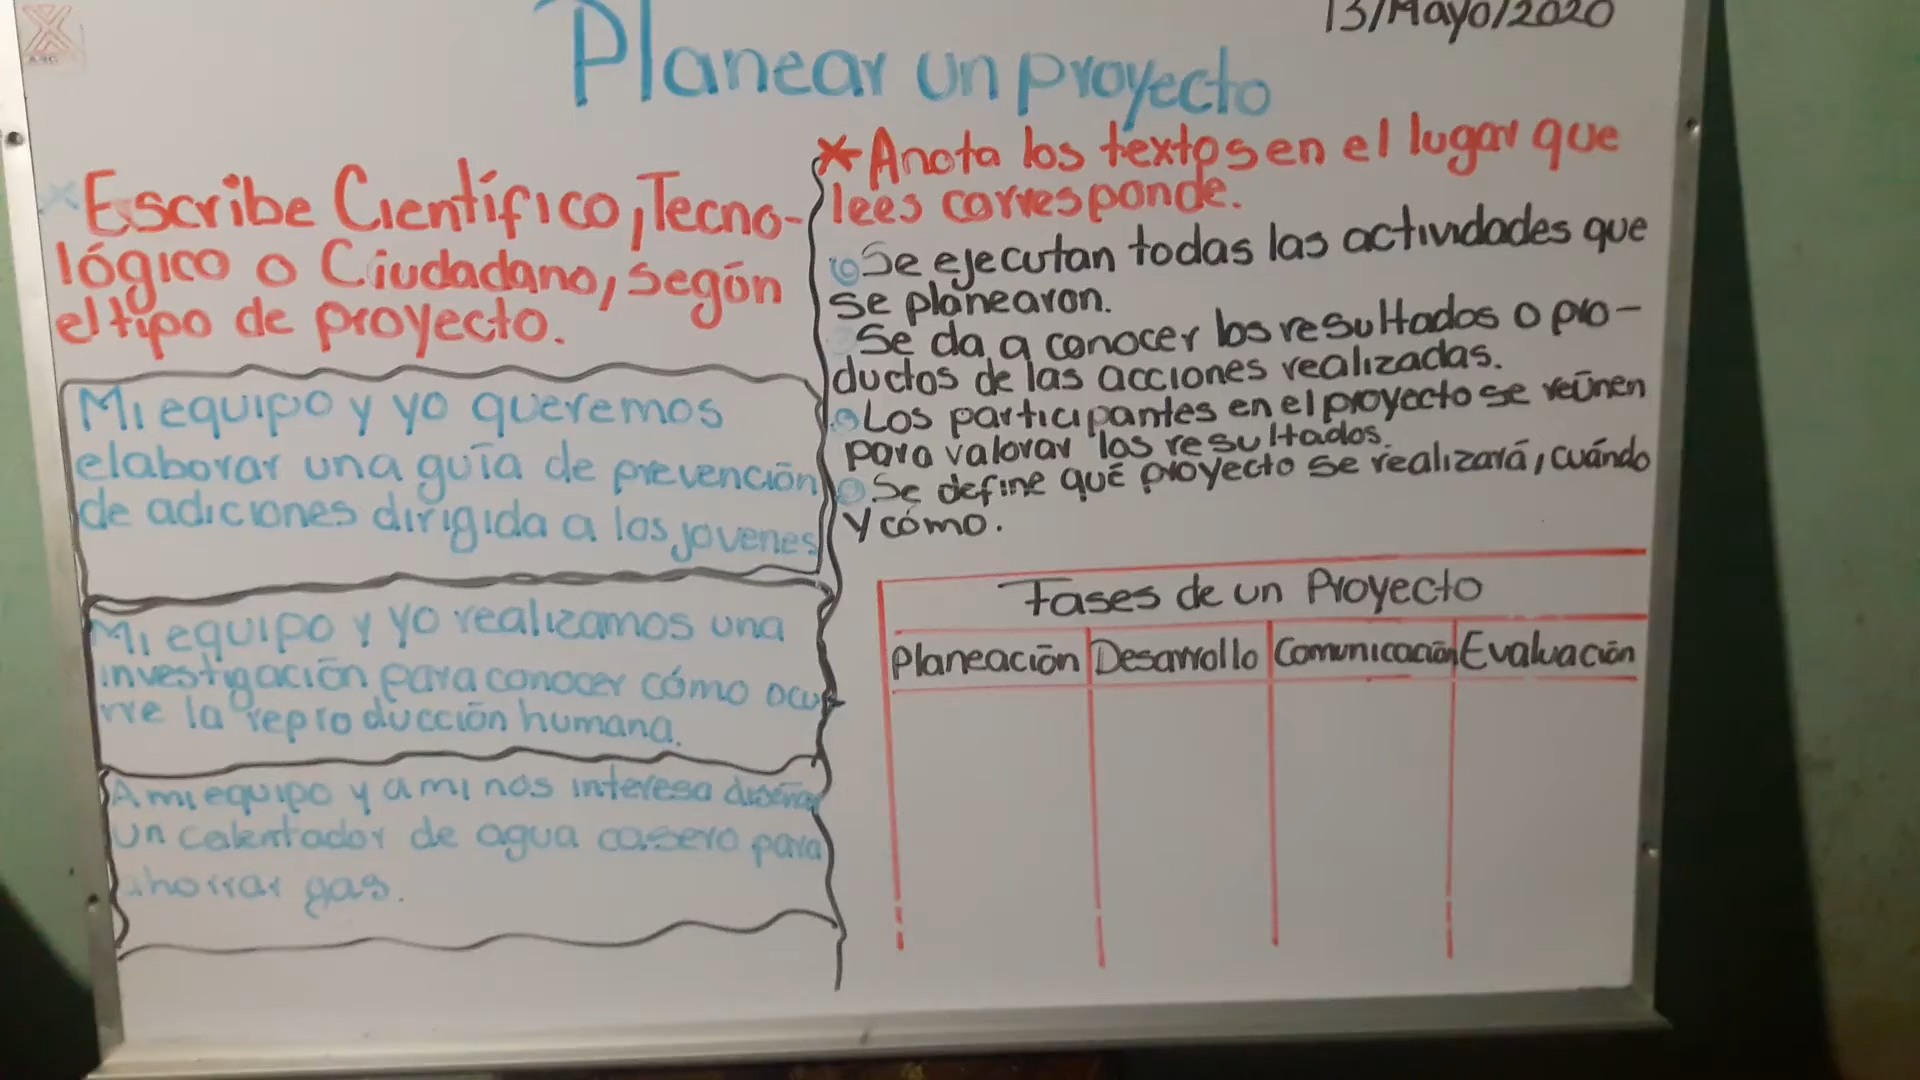 13/Mayo/2020
Planear un proyecto
*Escribe Científico, Tecno-
lógico o Ciudadano, según
el tipo de proyecto.
Mi equipo y yo queremos
elaborar una guía de prevención
de adiciones dirigida a los jovenes
Mi equipo y yo realizamos una
investigación para conocer cómo ocu
rre la reproducción humana.
A mi equipo y a mi nos interesa diseñar
un calentador de agua casero para
ahorrar gas.
* Anota los textos en el lugar que
lees corresponde.
Se ejecutan todas las actividades que
se planearon.
Se da a conocer los resultados o pro-
ductos de las acciones realizadas.
Los participantes en el proyecto se reúnen
para valorar los resultados.
Se define qué proyecto se realizará, cuándo
y cómo.
Fases de un Proyecto
Planeación Desarrollo Comunicación Evaluación